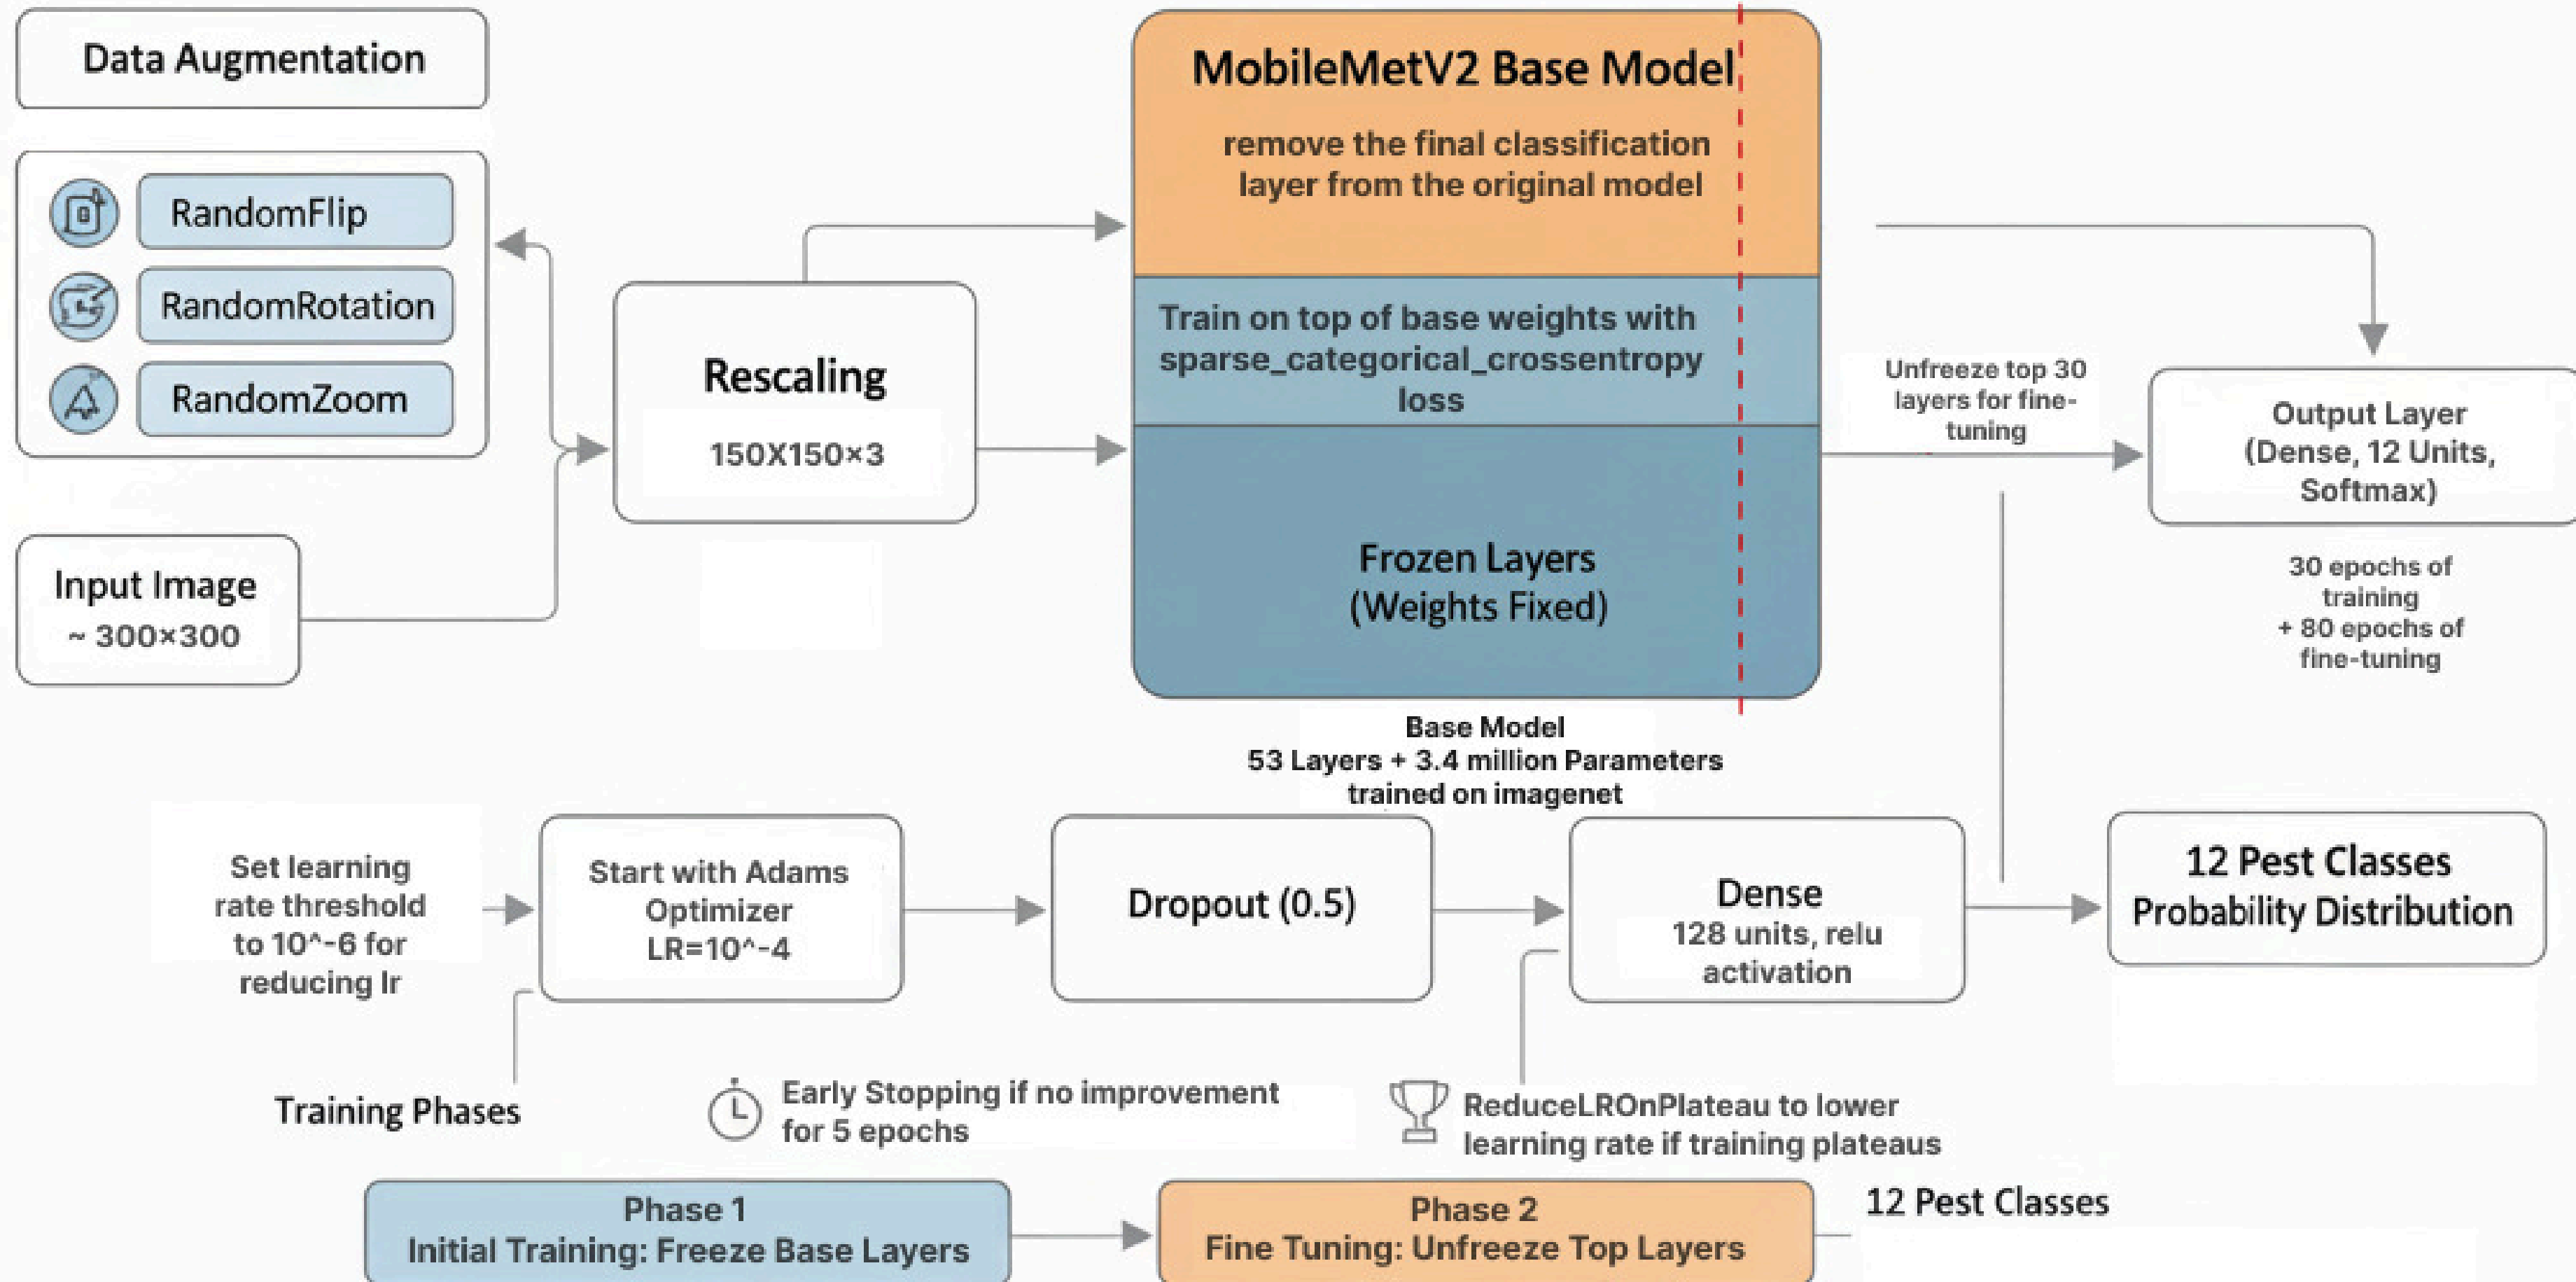 Data Augmentation
RandomFlip
RandomRotation
RandomZoom
Input Image
~ 300×300
Rescaling
150X150×3
MobileMetV2 Base Model
remove the final classification
layer from the original model
Train on top of base weights with
sparse_categorical_crossentropy
loss
Frozen Layers
(Weights Fixed)
Base Model
53 Layers + 3.4 million Parameters
trained on imagenet
Unfreeze top 30
layers for fine-
tuning
Output Layer
(Dense, 12 Units,
Softmax)
30 epochs of
training
+ 80 epochs of
fine-tuning
Set learning
rate threshold
to 10^-6 for
reducing lr
Start with Adams
Optimizer
LR=10^-4
Dropout (0.5)
Dense
128 units, relu
activation
12 Pest Classes
Probability Distribution
Training Phases
Early Stopping if no improvement
for 5 epochs
ReduceLROnPlateau to lower
learning rate if training plateaus
Phase 1
Initial Training: Freeze Base Layers
Phase 2
Fine Tuning: Unfreeze Top Layers
12 Pest Classes